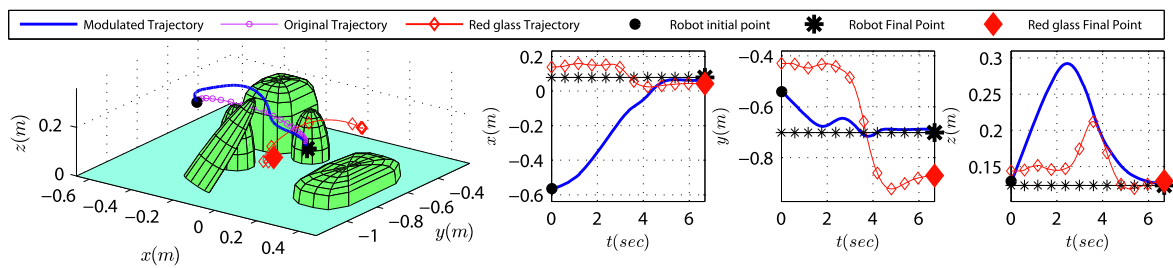 Modulated Trajectory Original Trajectory Red glass Trajectory Robot initial point Robot Final Point Red glass Final Point
z(m)
0.2
0
−0.6
−0.4
−0.2
0
0.2
0.4
x(m)
−1
−0.8
−0.6
−0.4
y(m)
x(m)
0.2
0
−0.2
−0.4
−0.6
0 2 4 6
t(sec)
y(m)
−0.4
−0.6
−0.8
0 2 4 6
t(sec)
z(m)
0.3
0.25
0.2
0.15
0 2 4 6
t(sec)